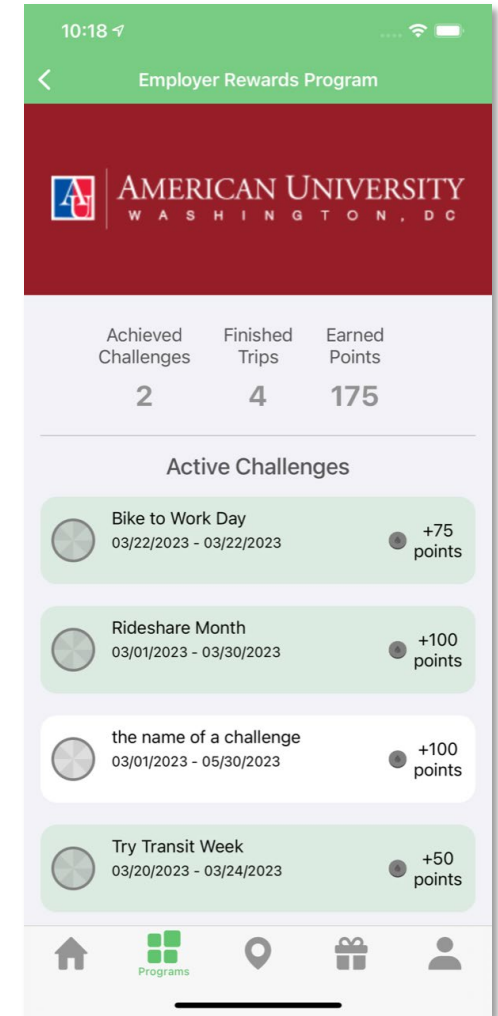 10:18
Employer Rewards Program
AU
AMERICAN UNIVERSITY
WASHINGTON, DC
Achieved Challenges
2
Finished Trips
4
Earned Points
175
Active Challenges
Bike to Work Day
03/22/2023 - 03/22/2023
+75
points
Rideshare Month
03/01/2023 - 03/30/2023
+100
points
the name of a challenge
03/01/2023 - 05/30/2023
+100
points
Try Transit Week
03/20/2023 - 03/24/2023
+50
points
Programs